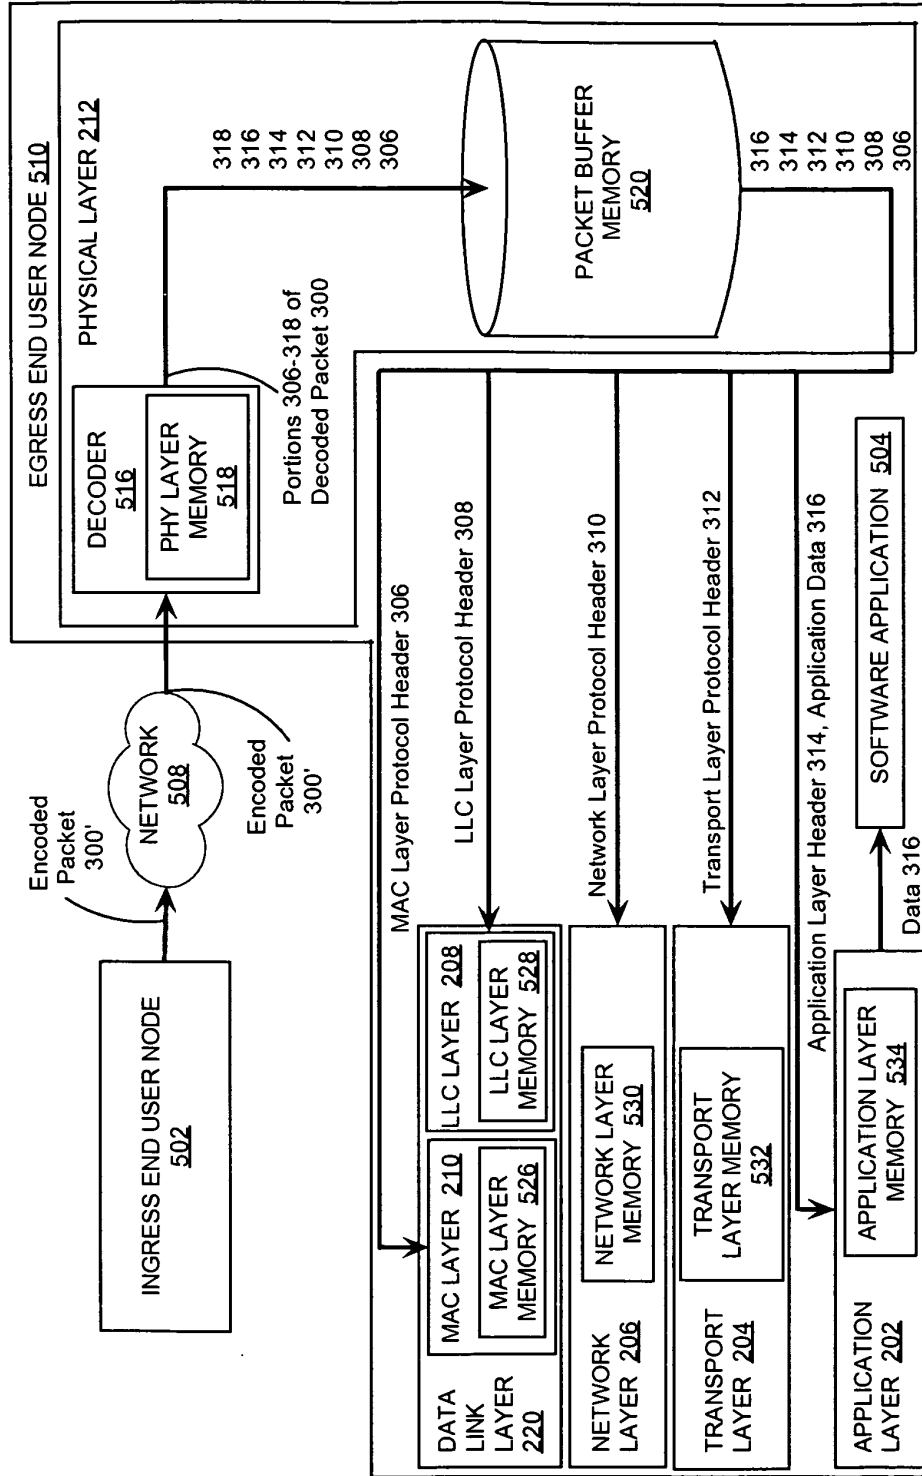 EGRESS END USER NODE 510
PHYSICAL LAYER 212
INGRESS END USER NODE
502
Encoded
Packet
300'
NETWORK
508
Encoded
Packet
300'
DECODER
516
PHY LAYER
MEMORY
518
318
316
314
312
310
308
306
Portions 306-318 of
Decoded Packet 300
PACKET BUFFER
MEMORY
520
316
314
312
310
308
306
MAC Layer Protocol Header 306
LLC Layer Protocol Header 308
Network Layer Protocol Header 310
Transport Layer Protocol Header 312
Application Layer Header 314, Application Data 316
DATA
LINK
LAYER
220
MAC LAYER 210
MAC LAYER
MEMORY 526
LLC LAYER 208
LLC LAYER
MEMORY 528
NETWORK
LAYER 206
NETWORK LAYER
MEMORY 530
TRANSPORT
LAYER 204
TRANSPORT
LAYER MEMORY
532
APPLICATION
LAYER 202
APPLICATION LAYER
MEMORY 534
Data 316
SOFTWARE APPLICATION 504